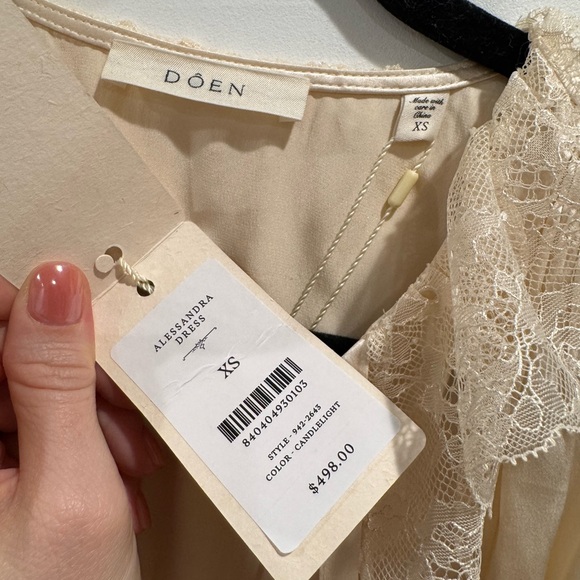 DÔEN
Made with
care in
China
XS
ALESSANDRA
DRESS
XS
840404930103
STYLE - 942-2643
COLOR - CANDLELIGHT
$498.00